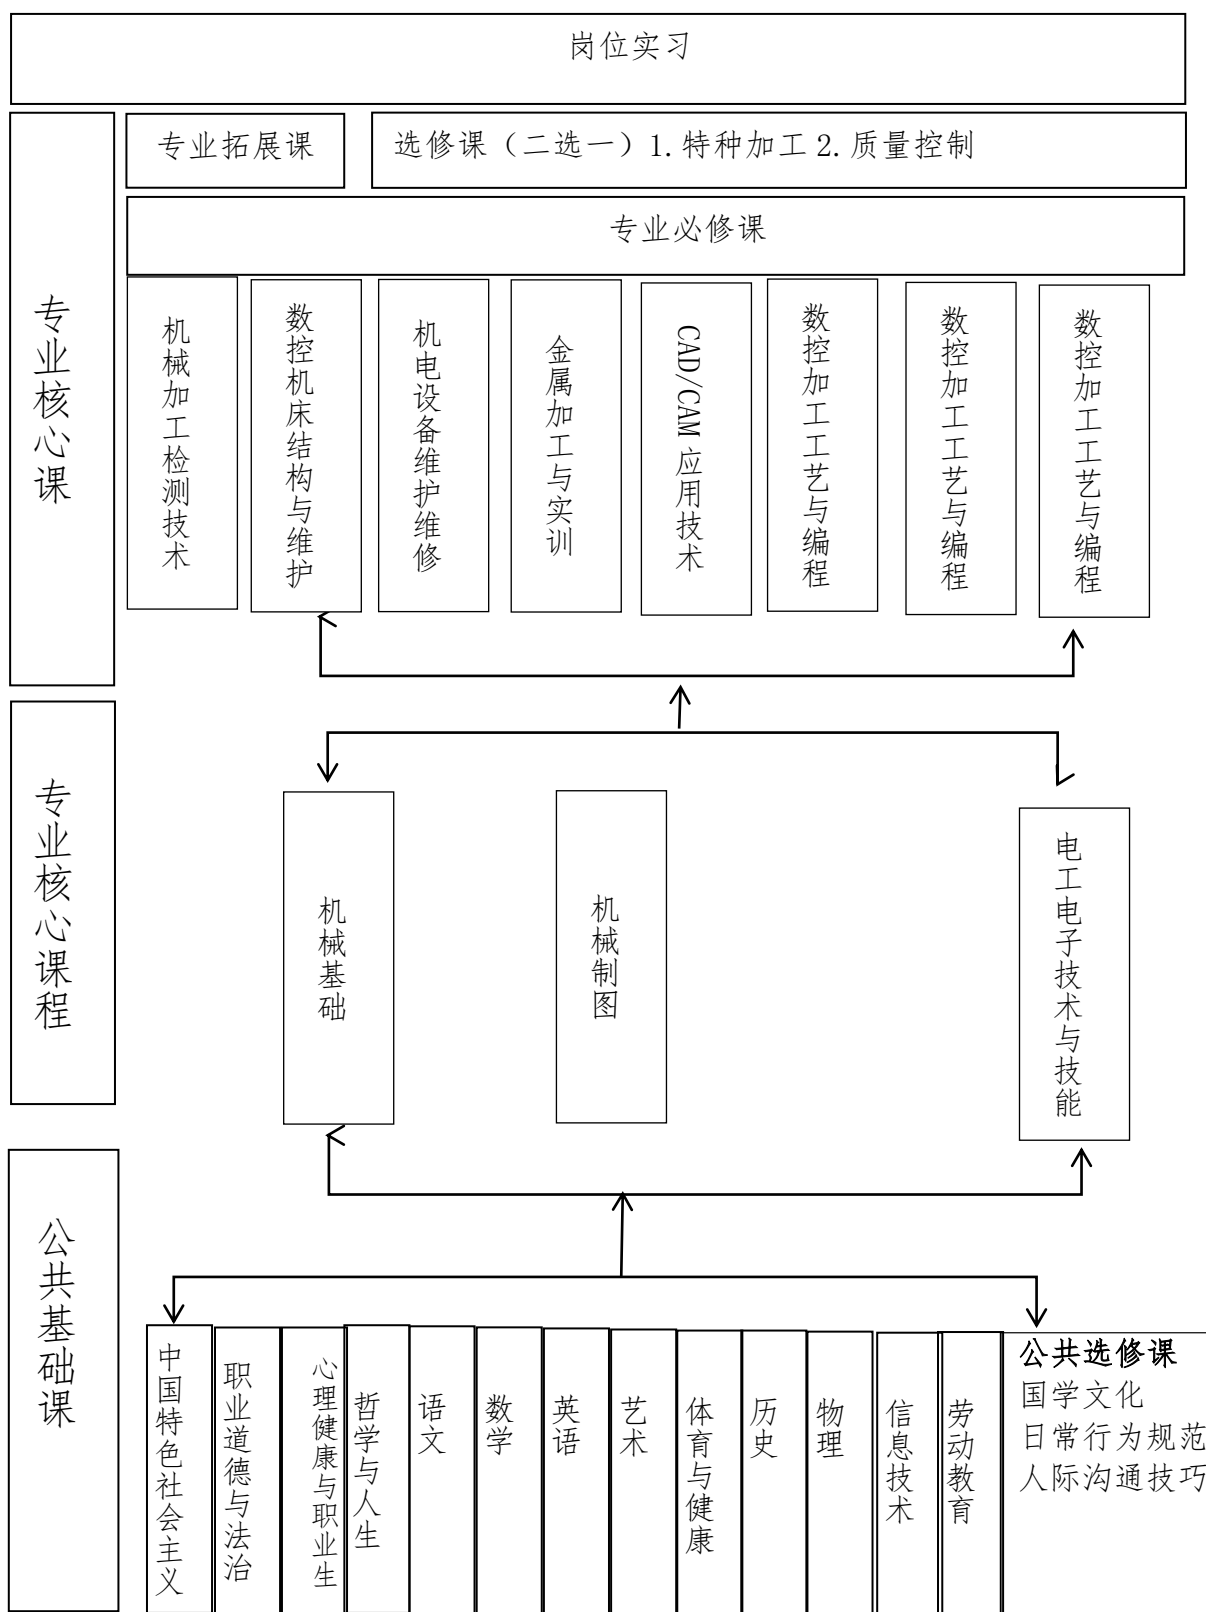 岗位实习
专业核心课
专业拓展课
选修课（二选一）1.特种加工 2.质量控制
专业必修课
机械加工检测技术
数控机床结构与维护
机电设备维护维修
金属加工与实训
CAD/CAM 应用技术
数控加工工艺与编程
数控加工工艺与编程
数控加工工艺与编程
专业核心课程
机械基础
机械制图
电工电子技术与技能
公共基础课
中国特色社会主义
职业道德与法治
心理健康与职业生
哲学与人生
语文
数学
英语
艺术
体育与健康
历史
物理
信息技术
劳动教育
公共选修课
国学文化
日常行为规范
人际沟通技巧